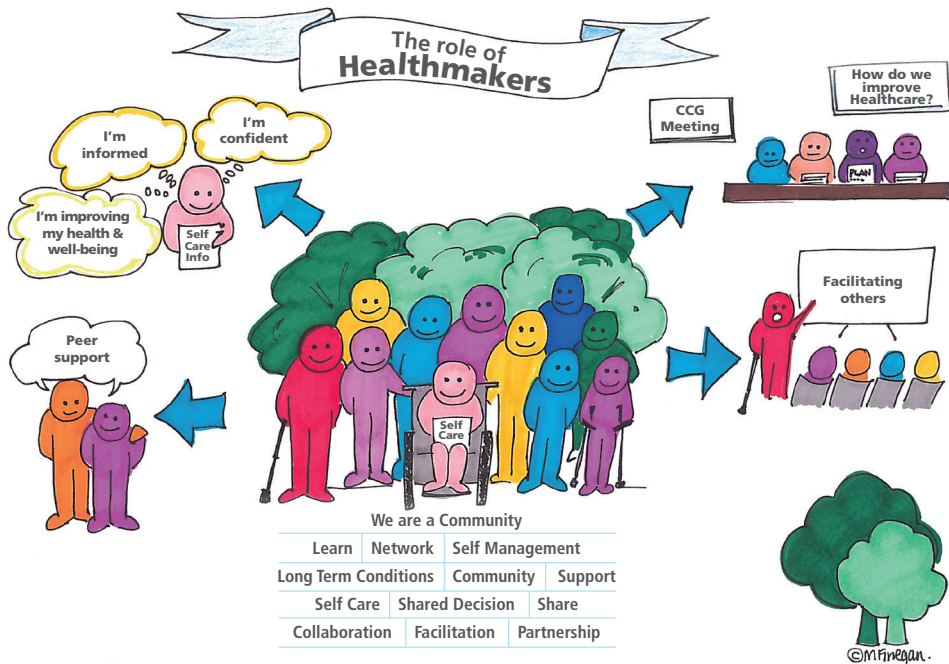 The role of
Healthmakers
I'm
informed
I'm
confident
I'm improving
my health &
well-being
Self
Care
Info
CCG
Meeting
How do we
improve
Healthcare?
PLAN
Peer
support
Facilitating
others
Self
Care
We are a Community
Learn Network Self Management
Long Term Conditions Community Support
Self Care Shared Decision Share
Collaboration Facilitation Partnership
©MFinegan.